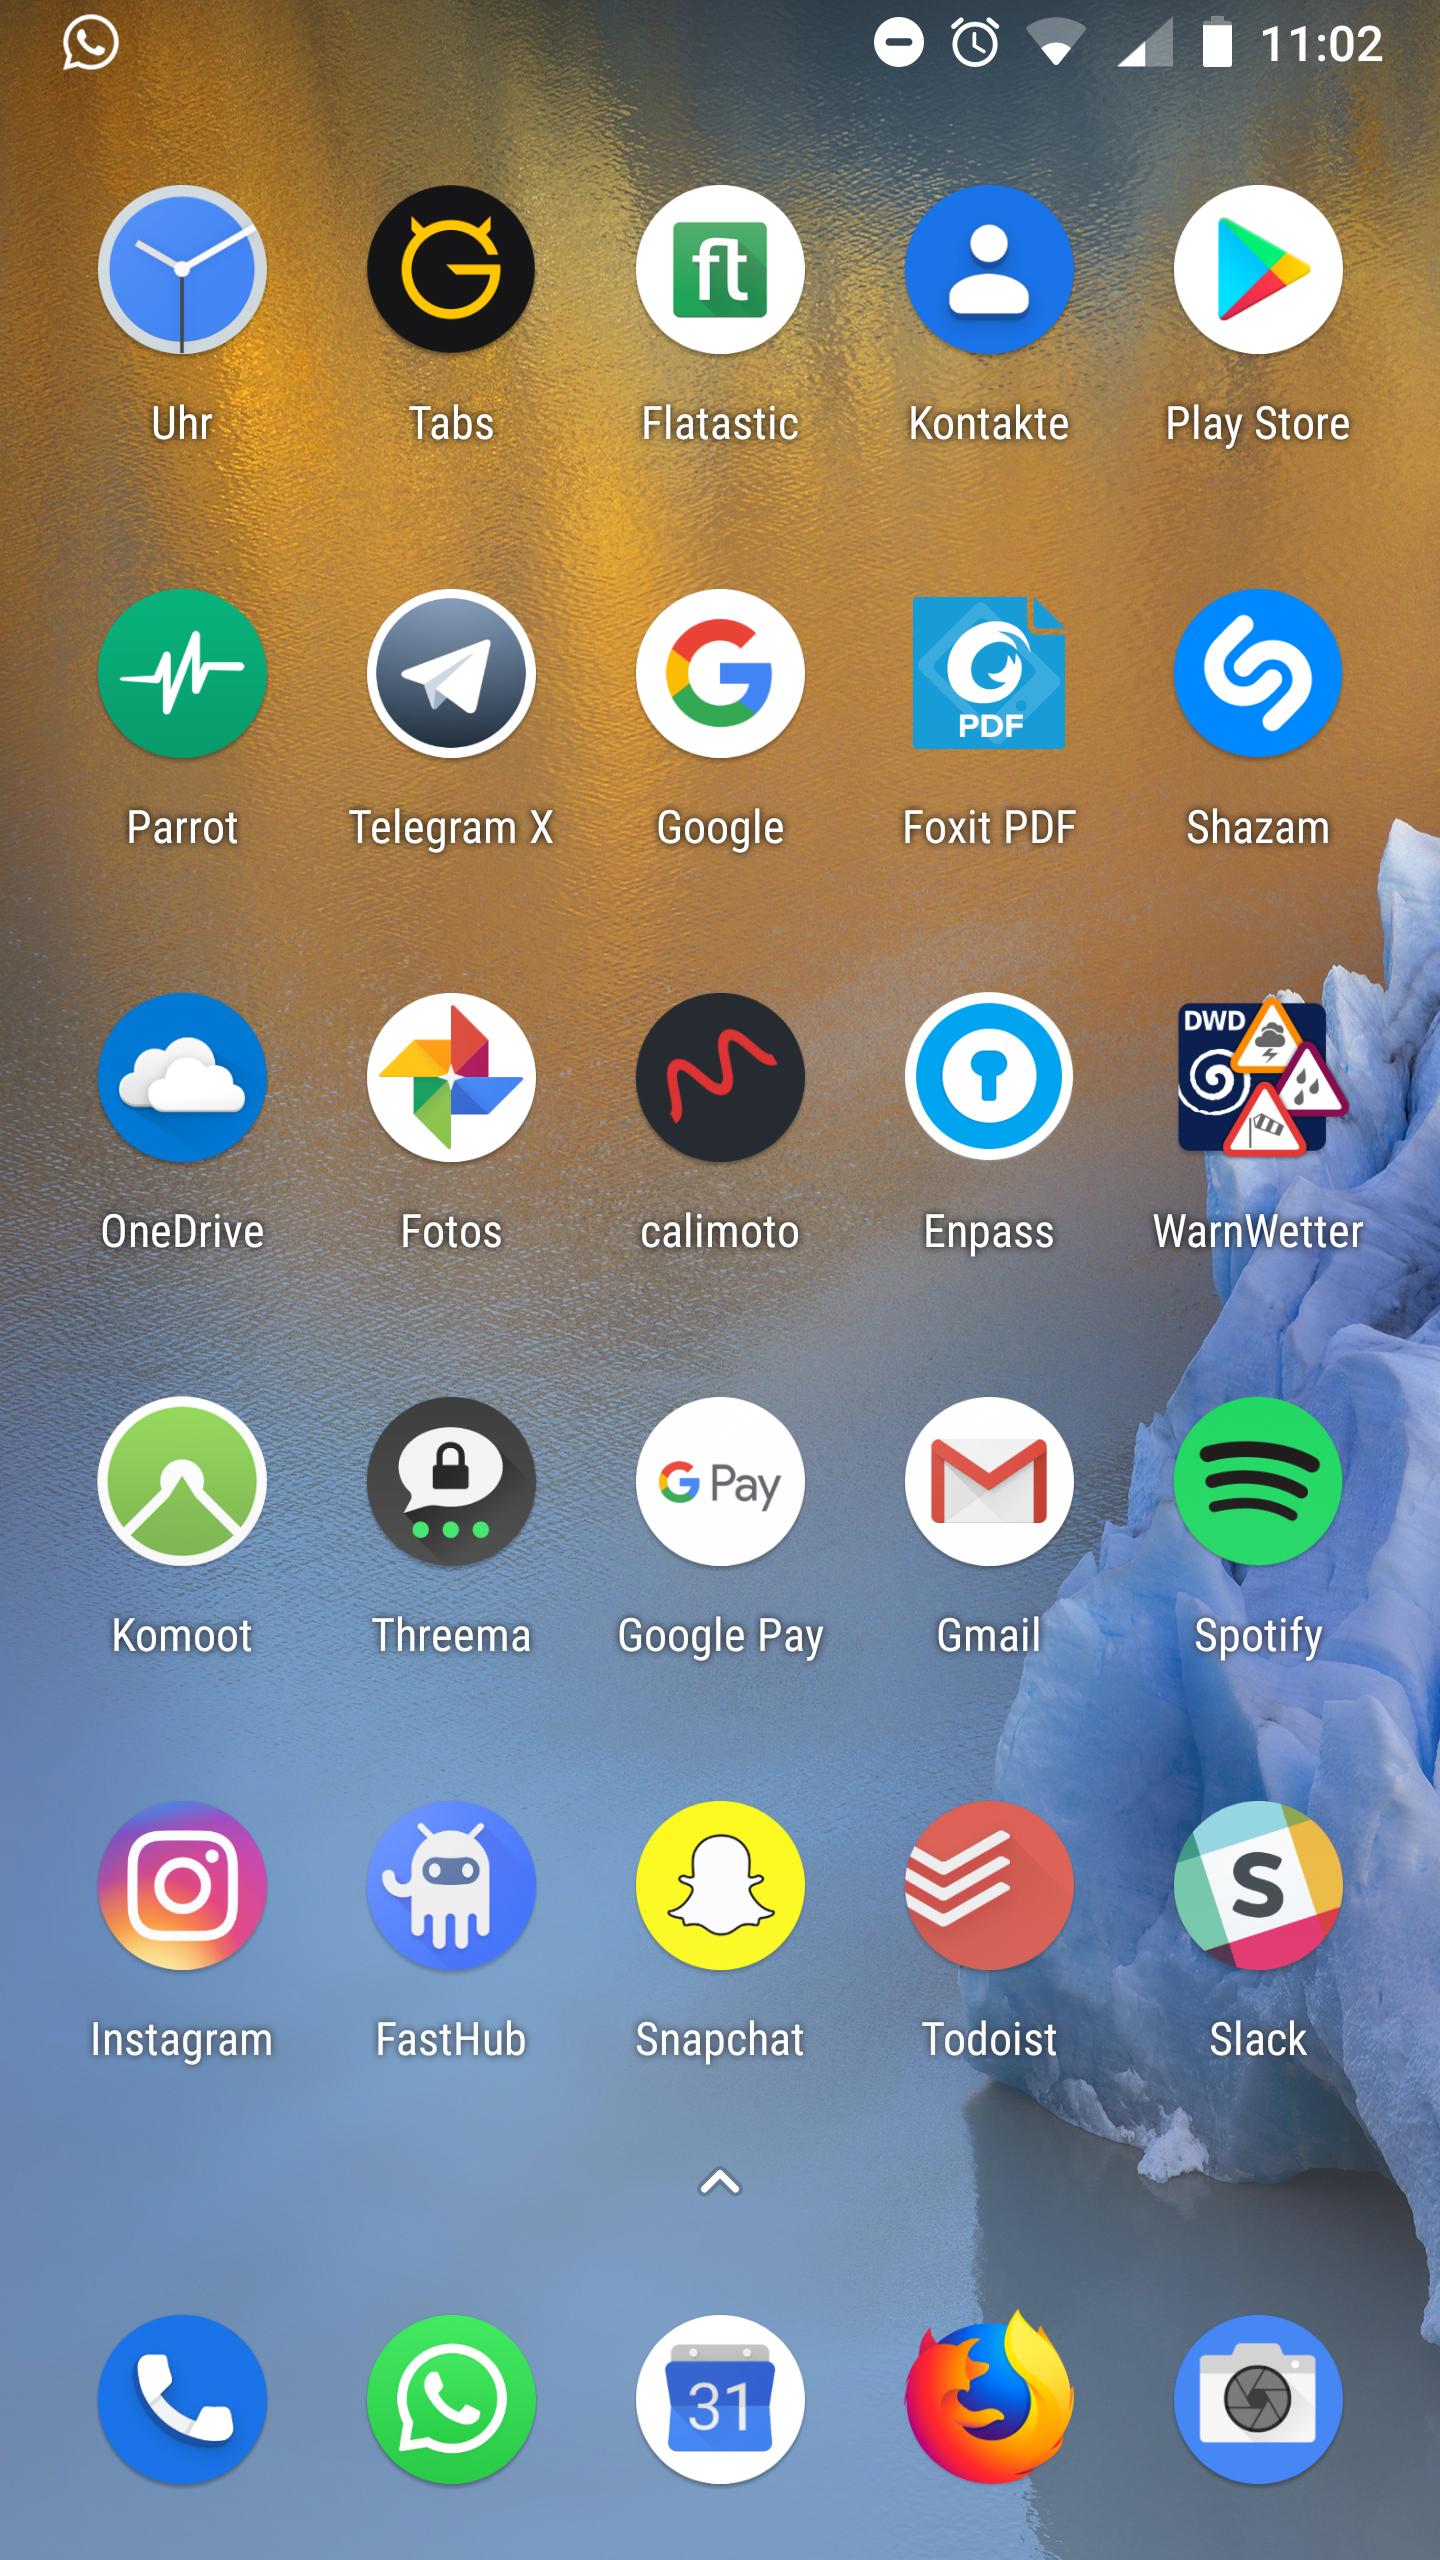 11:02
ft
Uhr
Tabs
Flatastic
Kontakte
Play Store
PDF
Parrot
Telegram X
Google
Foxit PDF
Shazam
DWD
OneDrive
Fotos
calimoto
Enpass
WarnWetter
G Pay
Komoot
Threema
Google Pay
Gmail
Spotify
S
Instagram
FastHub
Snapchat
Todoist
Slack
31